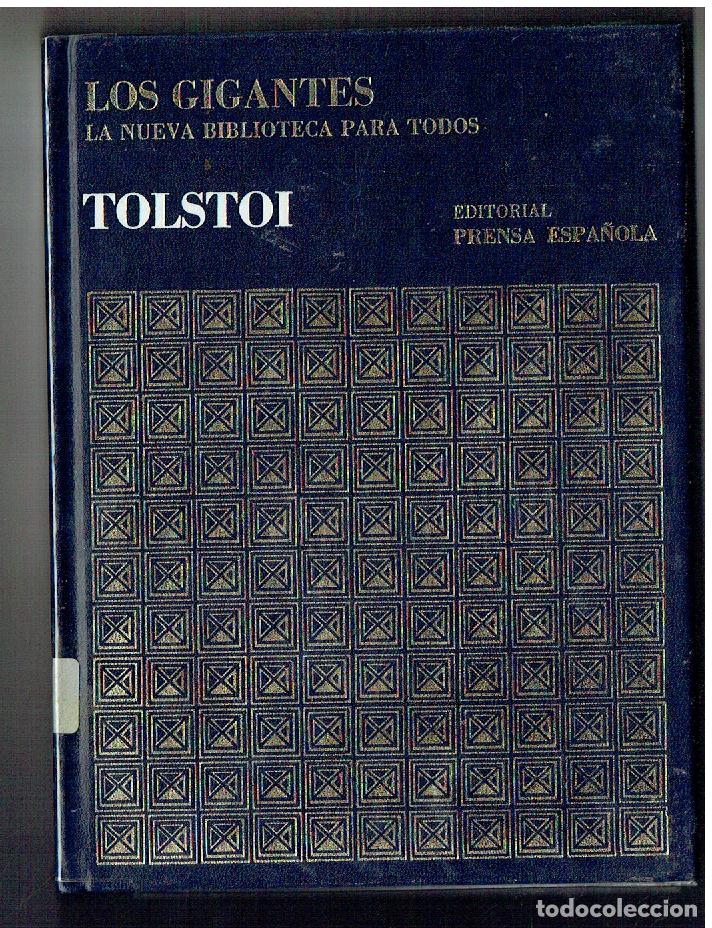 LOS GIGANTES
LA NUEVA BIBLIOTECA PARA TODOS
TOLSTOI
EDITORIAL
PRENSA ESPAÑOLA
todocoleccion